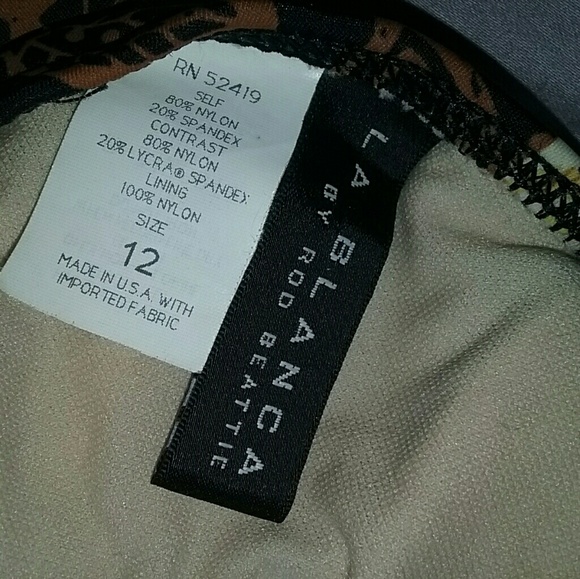 RN 52419
SELF
80% NYLON
20% SPANDEX
CONTRAST
80% NYLON
20% LYCRA® SPANDEX
LINING
100% NYLON
SIZE
12
MADE IN U.S.A. WITH
IMPORTED FABRIC
LA BLANCA
BY ROD BEATTIE